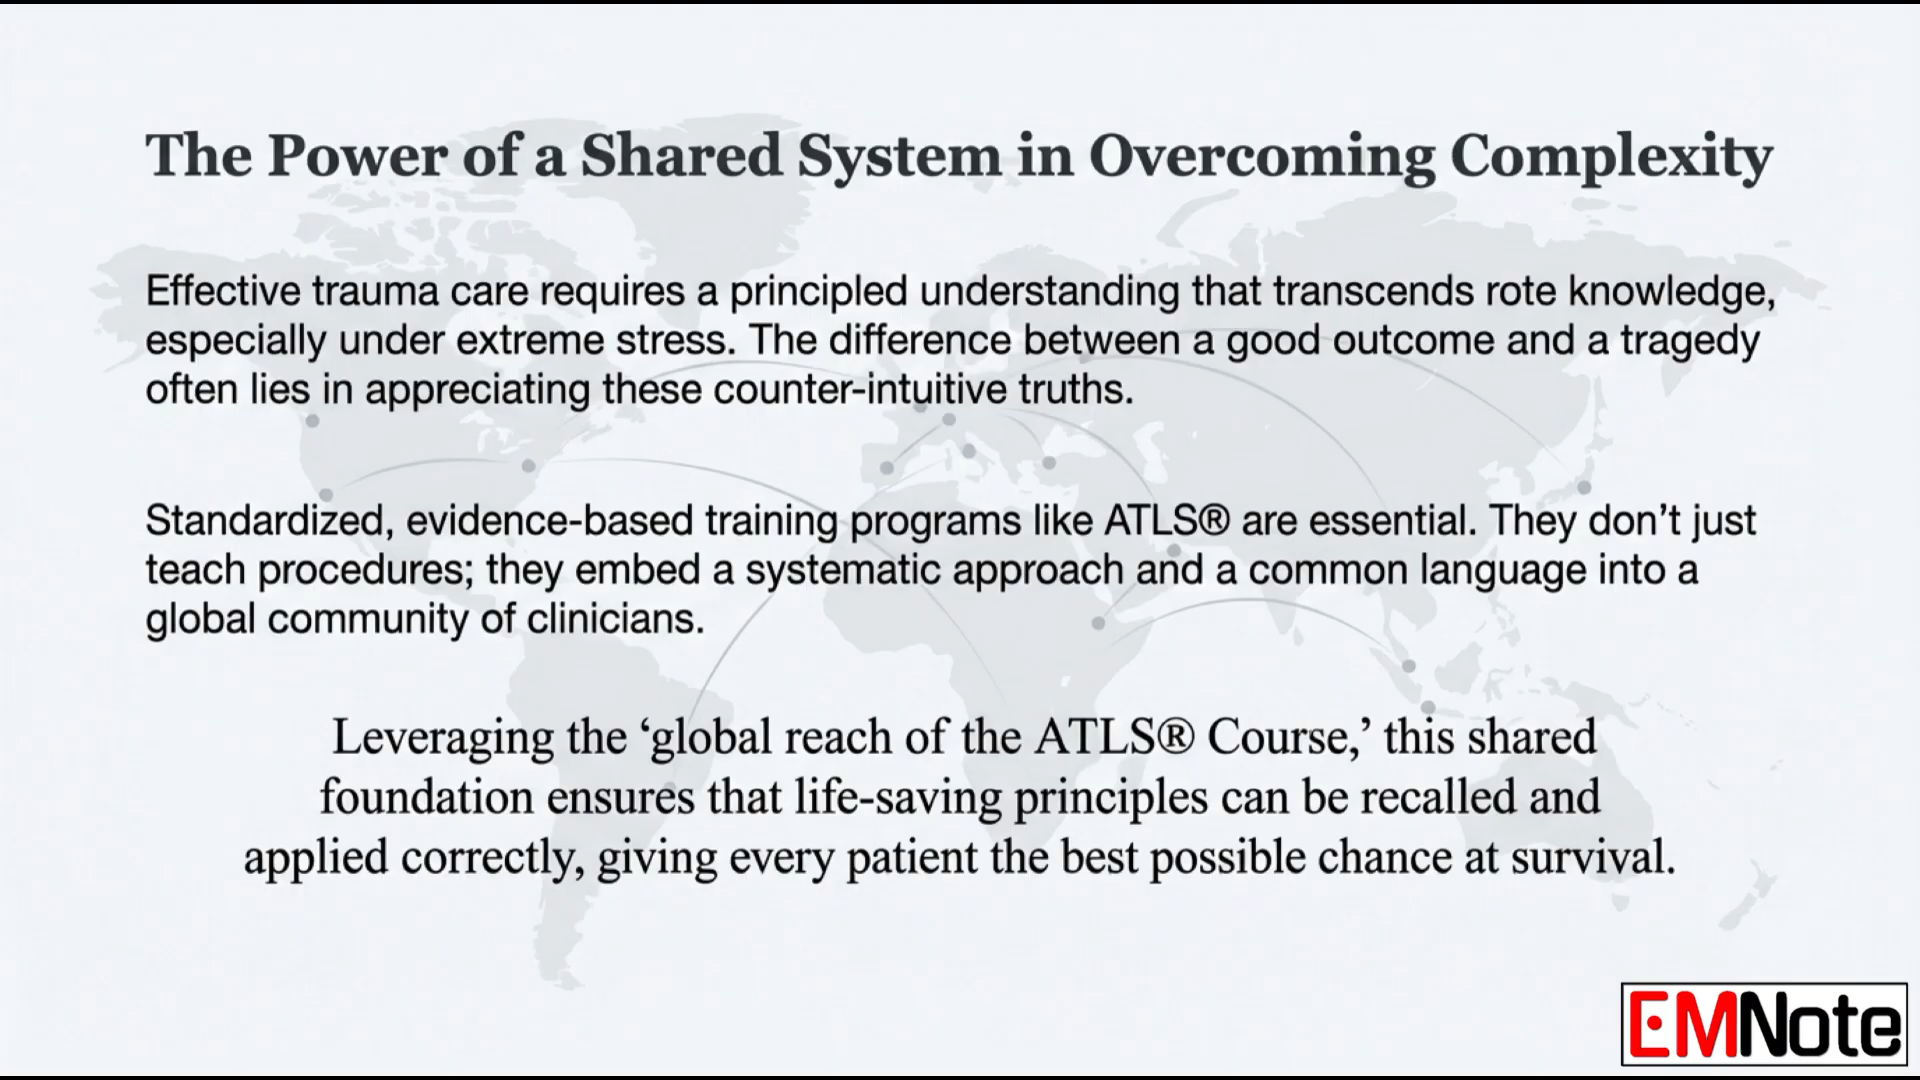 The Power of a Shared System in Overcoming Complexity
Effective trauma care requires a principled understanding that transcends rote knowledge,
especially under extreme stress. The difference between a good outcome and a tragedy
often lies in appreciating these counter-intuitive truths.
Standardized, evidence-based training programs like ATLS® are essential. They don’t just
teach procedures; they embed a systematic approach and a common language into a
global community of clinicians.
Leveraging the ‘global reach of the ATLS® Course,’ this shared
foundation ensures that life-saving principles can be recalled and
applied correctly, giving every patient the best possible chance at survival.
EMNote